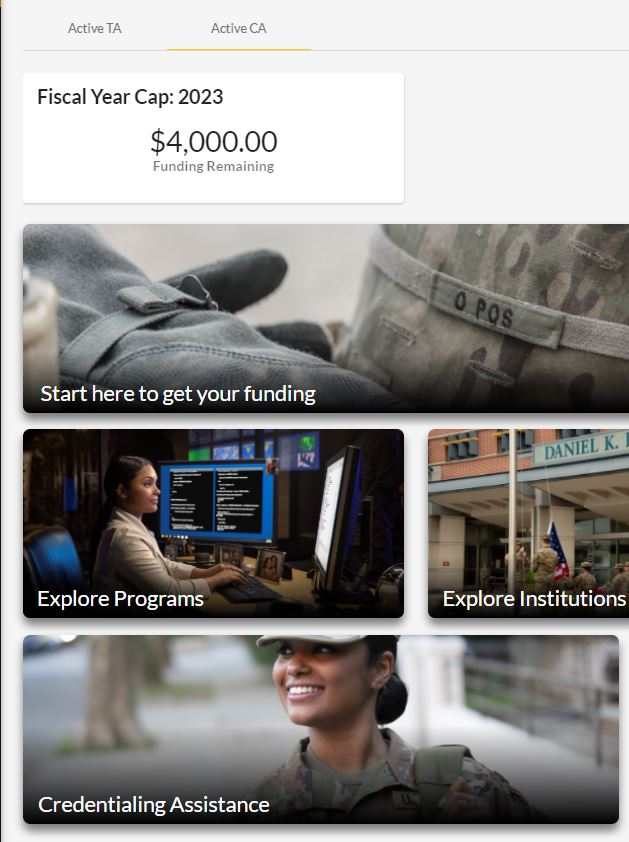 Active TA
Active CA
Fiscal Year Cap: 2023
$4,000.00
Funding Remaining
O POS
Start here to get your funding
DANIEL K.
Explore Programs
Explore Institutions
Credentialing Assistance